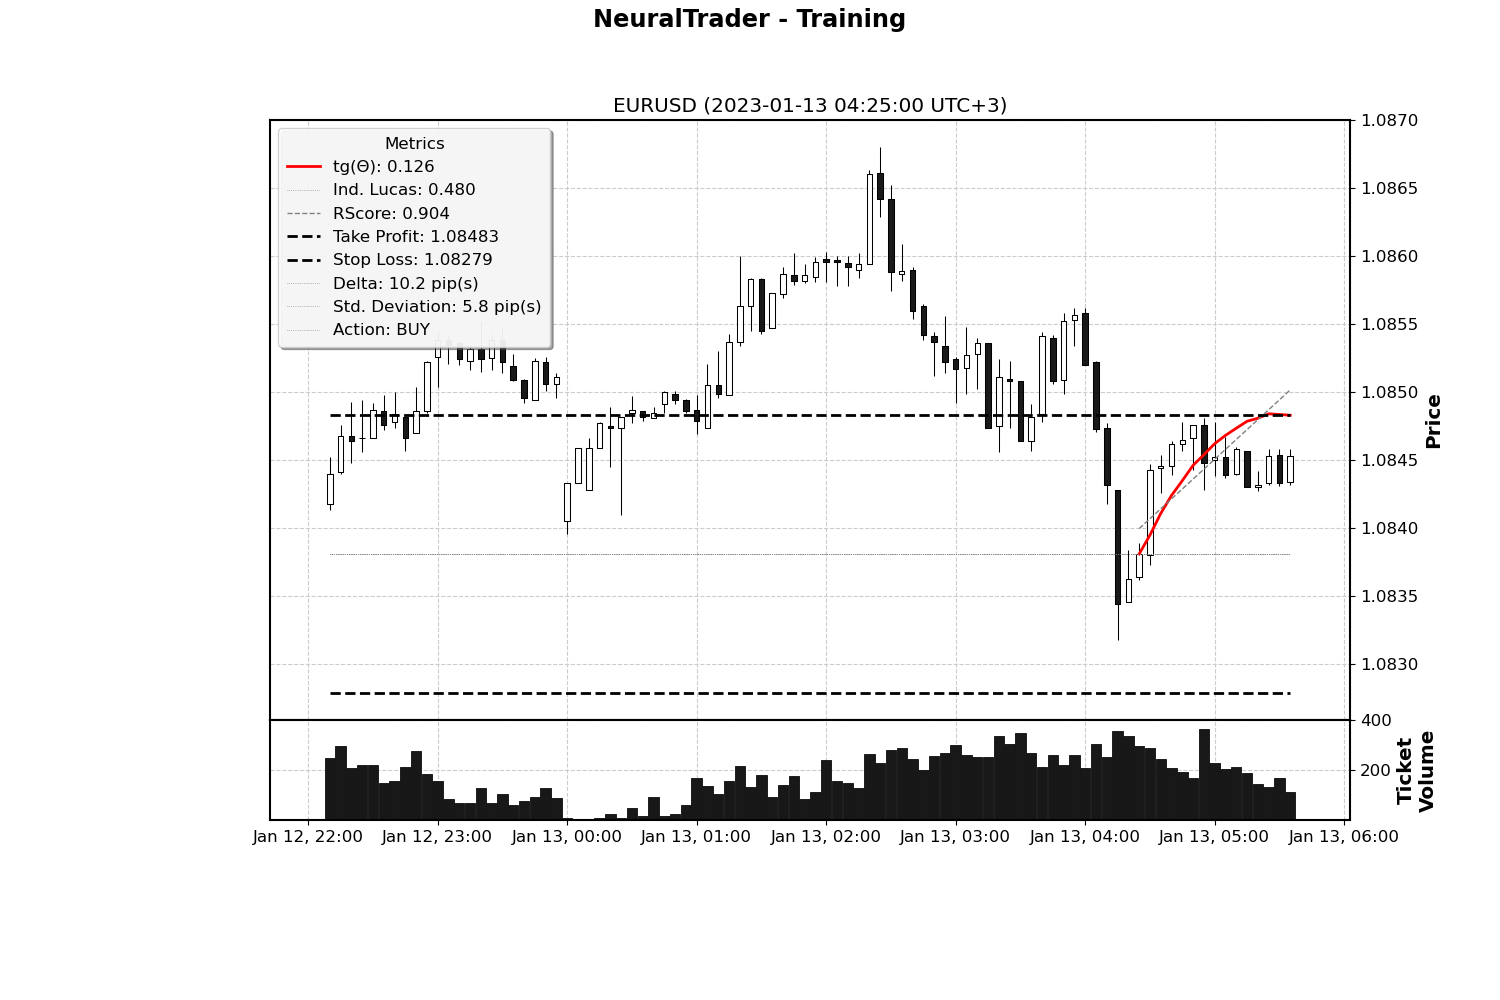 NeuralTrader - Training
EURUSD (2023-01-13 04:25:00 UTC+3)
Metrics
tg(Θ): 0.126
Ind. Lucas: 0.480
RScore: 0.904
Take Profit: 1.08483
Stop Loss: 1.08279
Delta: 10.2 pip(s)
Std. Deviation: 5.8 pip(s)
Action: BUY
1.0870
1.0865
1.0860
1.0855
1.0850
1.0845
1.0840
1.0835
1.0830
Price
400
200
Ticket
Volume
Jan 12, 22:00 Jan 12, 23:00 Jan 13, 00:00 Jan 13, 01:00 Jan 13, 02:00 Jan 13, 03:00 Jan 13, 04:00 Jan 13, 05:00 Jan 13, 06:00